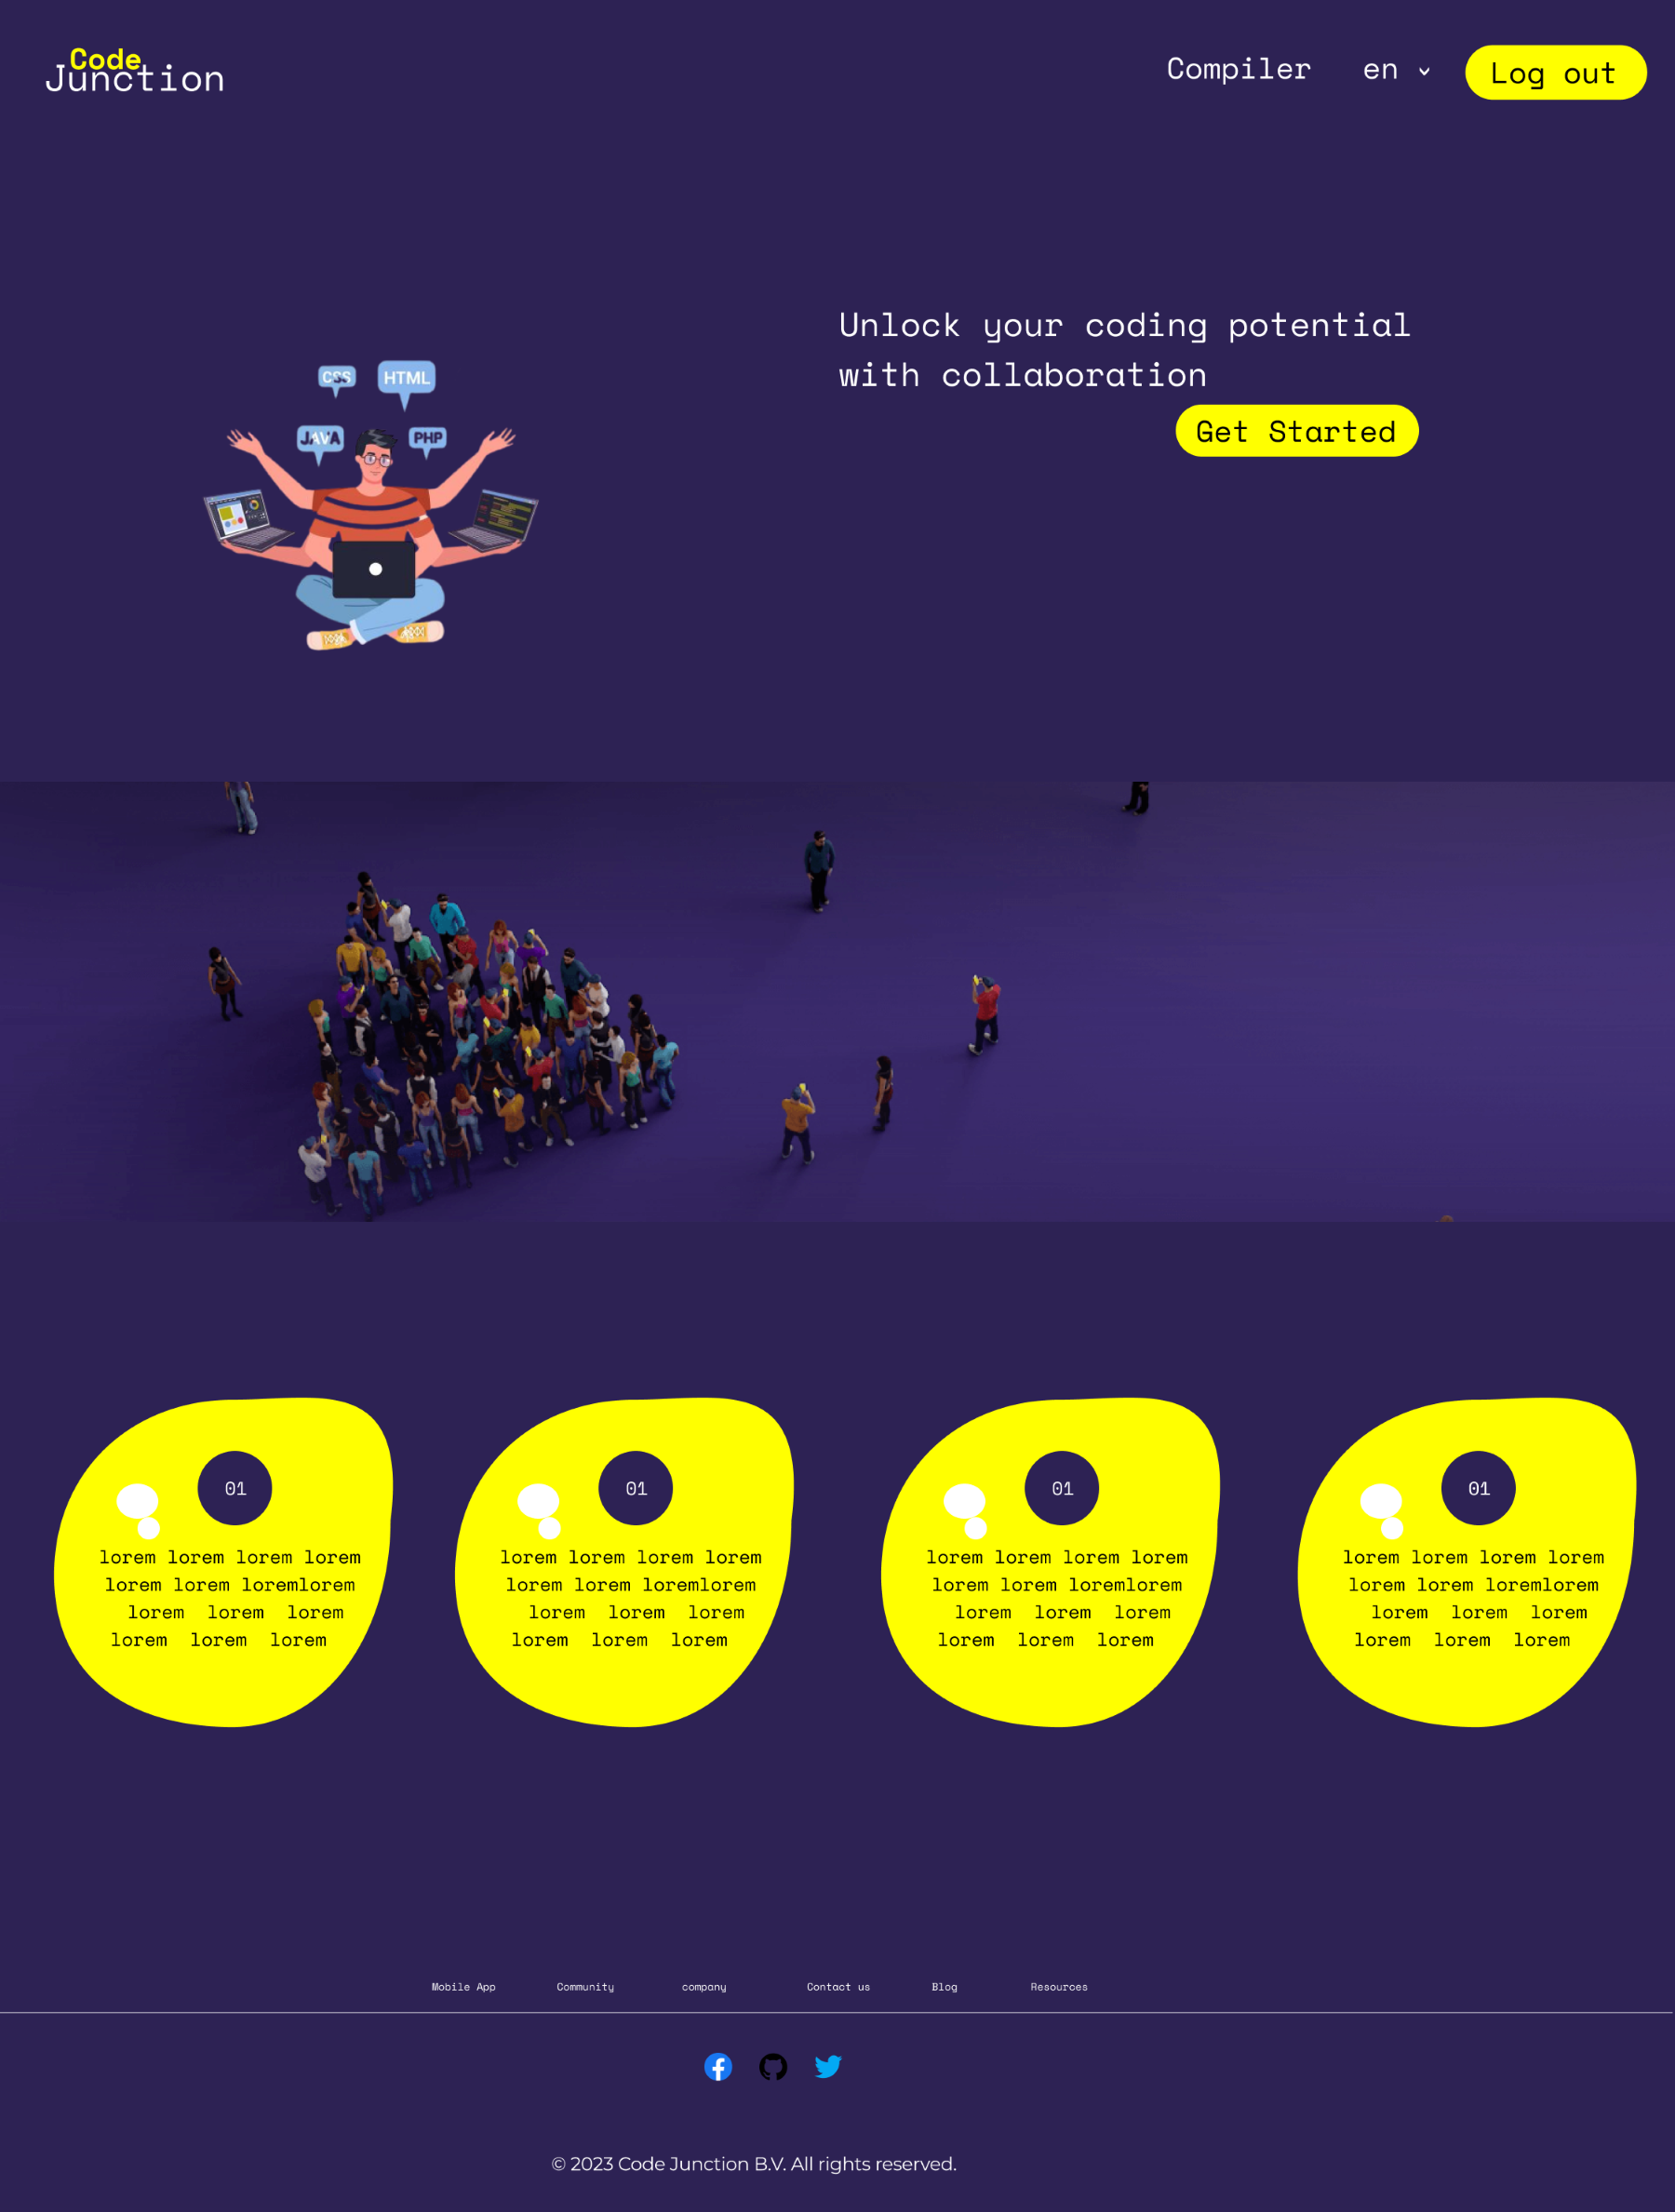 Code
Junction
Compiler
en
Log out
Unlock your coding potential
with collaboration
Get Started
CSS
HTML
JAVA
PHP
01
lorem lorem lorem lorem
lorem lorem loremlorem
lorem lorem lorem
lorem lorem lorem
01
lorem lorem lorem lorem
lorem lorem loremlorem
lorem lorem lorem
lorem lorem lorem
01
lorem lorem lorem lorem
lorem lorem loremlorem
lorem lorem lorem
lorem lorem lorem
01
lorem lorem lorem lorem
lorem lorem loremlorem
lorem lorem lorem
lorem lorem lorem
Mobile App
Community
company
Contact us
Blog
Resources
© 2023 Code Junction B.V. All rights reserved.